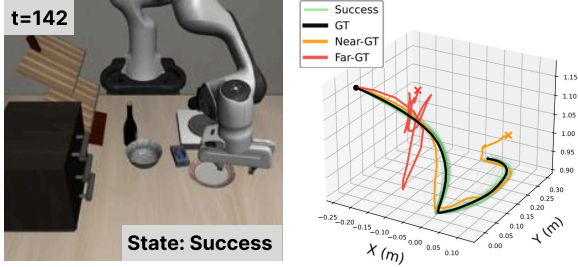 t=142
State: Success
Success
GT
Near-GT
Far-GT
1.15
1.10
1.05
1.00
0.95
0.90
0.30
0.25
0.20
0.15
0.10
0.05
0.00
-0.25
-0.20
-0.15
-0.10
-0.05
0.00
0.05
0.10
X (m)
Y (m)